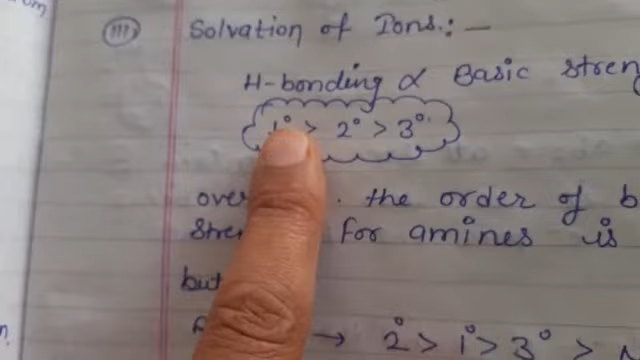 (III) Solvation of Ions:-
H-bonding ∝ Basic
1° > 2° > 3°
the order of
for amines is
but
→ 2° > 1° > 3° >